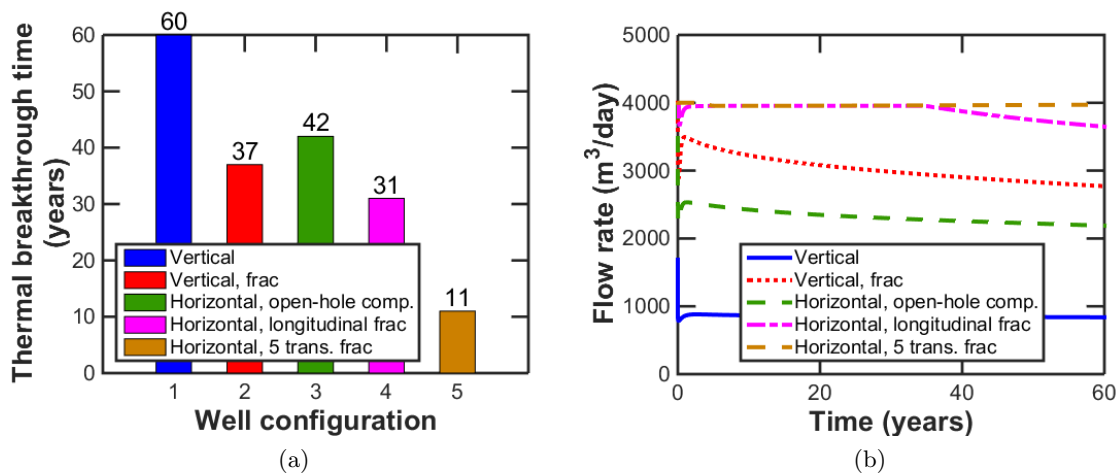 60
60
50
40
30
20
10
0
37
42
31
11
Thermal breakthrough time
(years)
Vertical
Vertical, frac
Horizontal, open-hole comp.
Horizontal, longitudinal frac
Horizontal, 5 trans. frac
1 2 3 4 5
Well configuration
(a)
5000
4000
3000
2000
1000
0
Flow rate (m³/day)
Vertical
Vertical, frac
Horizontal, open-hole comp.
Horizontal, longitudinal frac
Horizontal, 5 trans. frac
0 20 40 60
Time (years)
(b)